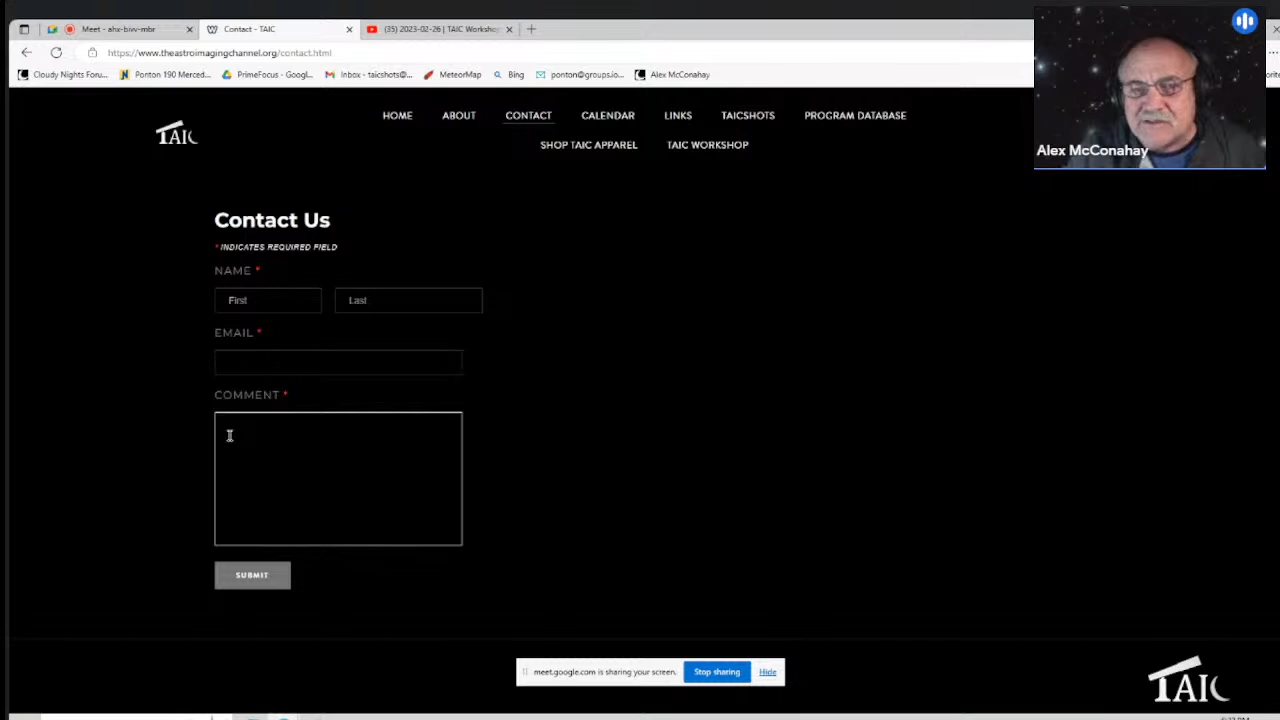 Meet - ahx-bivv-mbr
Contact - TAIC
(35) 2023-02-26 | TAIC Workshop
https://www.theastroimagingchannel.org/contact.html
Cloudy Nights Foru...
Ponton 190 Merced...
PrimeFocus - Googl...
Inbox - taicshots@...
MeteorMap
Bing
ponton@groups.io...
Alex McConahay
TAIC
HOME
ABOUT
CONTACT
CALENDAR
LINKS
TAICSHOTS
PROGRAM DATABASE
SHOP TAIC APPAREL
TAIC WORKSHOP
Alex McConahay
Contact Us
* INDICATES REQUIRED FIELD
NAME *
First
Last
EMAIL *
COMMENT *
SUBMIT
meet.google.com is sharing your screen.
Stop sharing
Hide
TAIC